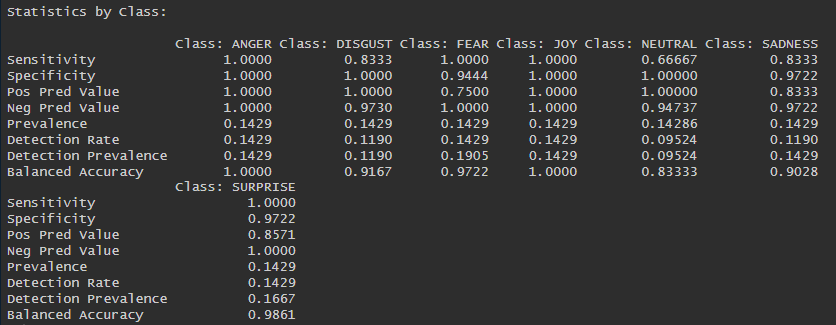 Statistics by Class:

                     Class: ANGER Class: DISGUST Class: FEAR Class: JOY Class: NEUTRAL Class: SADNESS
Sensitivity                1.0000         0.8333      1.0000     1.0000        0.66667         0.8333
Specificity                1.0000         1.0000      0.9444     1.0000        1.00000         0.9722
Pos Pred Value             1.0000         1.0000      0.7500     1.0000        1.00000         0.8333
Neg Pred Value             1.0000         0.9730      1.0000     1.0000        0.94737         0.9722
Prevalence                 0.1429         0.1429      0.1429     0.1429        0.14286         0.1429
Detection Rate             0.1429         0.1190      0.1429     0.1429        0.09524         0.1190
Detection Prevalence       0.1429         0.1190      0.1905     0.1429        0.09524         0.1429
Balanced Accuracy          1.0000         0.9167      0.9722     1.0000        0.83333         0.9028
                     Class: SURPRISE
Sensitivity                   1.0000
Specificity                   0.9722
Pos Pred Value                0.8571
Neg Pred Value                1.0000
Prevalence                    0.1429
Detection Rate                0.1429
Detection Prevalence          0.1667
Balanced Accuracy             0.9861